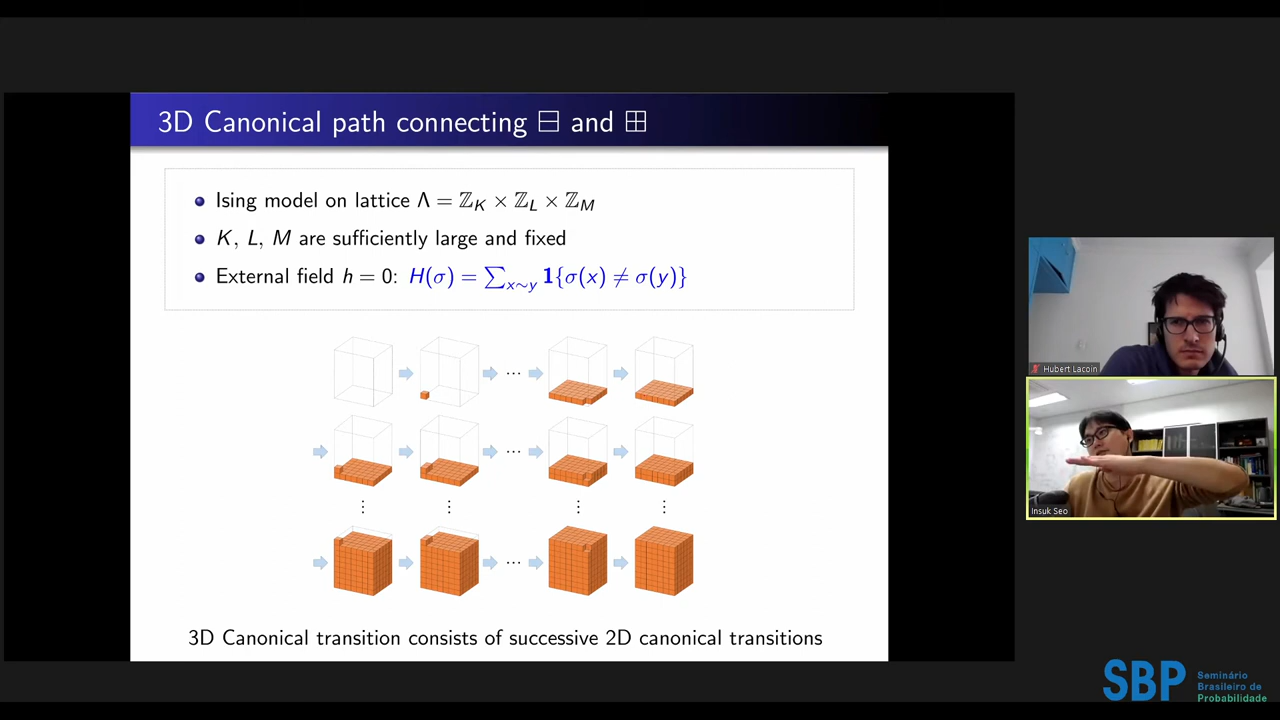 3D Canonical path connecting ⊟ and ⊞
Ising model on lattice Λ = ℤ_K × ℤ_L × ℤ_M
K, L, M are sufficiently large and fixed
External field h = 0: H(σ) = ∑_{x∼y} 1{σ(x) ≠ σ(y)}
⋯
⋯
⋮ ⋮ ⋮ ⋮
⋯
3D Canonical transition consists of successive 2D canonical transitions
Hubert Lacoin
Insuk Seo
SBP
Seminário
Brasileiro de
Probabilidade